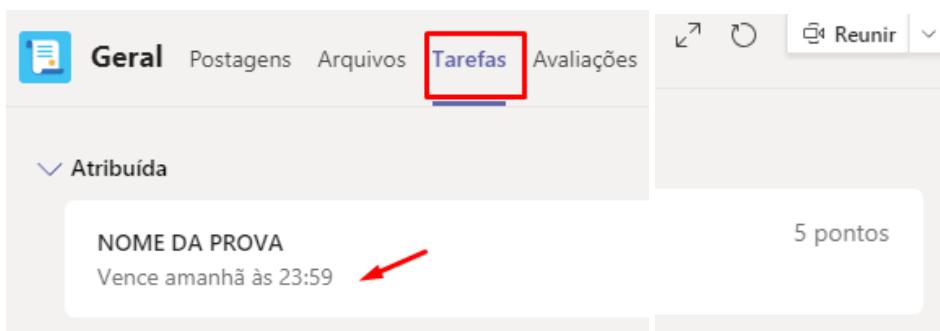 Geral Postagens Arquivos Tarefas Avaliações Reunir
Atribuída
NOME DA PROVA 5 pontos
Vence amanhã às 23:59